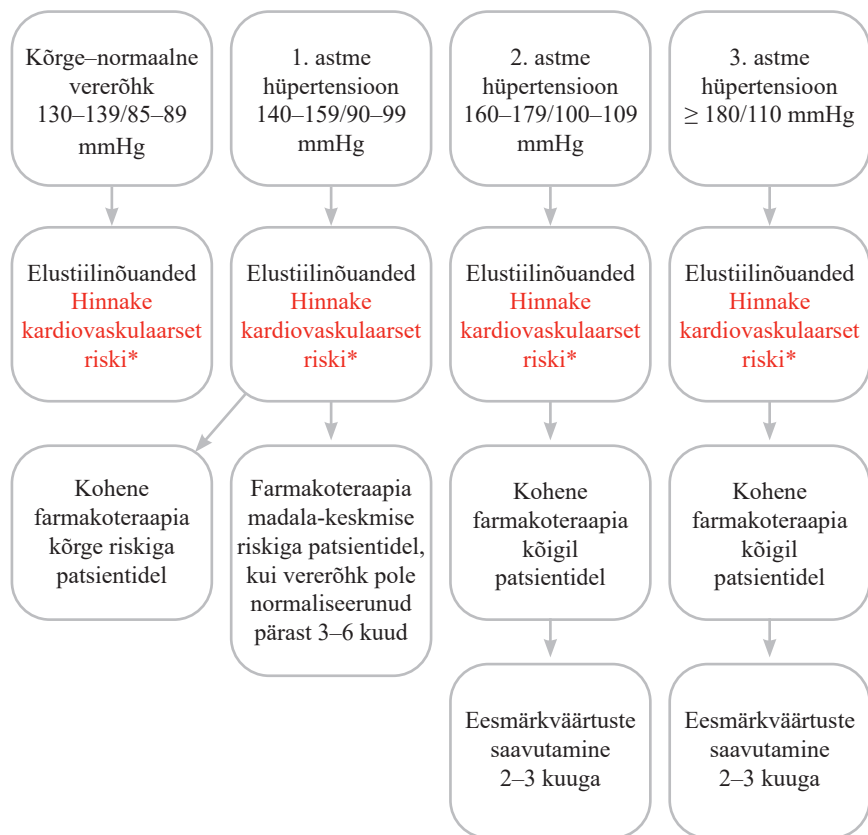 Kõrge–normaalne
vererõhk
130–139/85–89
mmHg
1. astme
hüpertensioon
140–159/90–99
mmHg
2. astme
hüpertensioon
160–179/100–109
mmHg
3. astme
hüpertensioon
≥ 180/110 mmHg
Elustiilinõuanded
Hinnake
kardiovaskulaarset
riski*
Elustiilinõuanded
Hinnake
kardiovaskulaarset
riski*
Elustiilinõuanded
Hinnake
kardiovaskulaarset
riski*
Elustiilinõuanded
Hinnake
kardiovaskulaarset
riski*
Kohene
farmakoteraapia
kõrge riskiga
patsientidel
Farmakoteraapia
madala-keskmise
riskiga patsientidel,
kui vererõhk pole
normaliseerunud
pärast 3–6 kuud
Kohene
farmakoteraapia
kõigil
patsientidel
Kohene
farmakoteraapia
kõigil
patsientidel
Eesmärkväärtuste
saavutamine
2–3 kuuga
Eesmärkväärtuste
saavutamine
2–3 kuuga